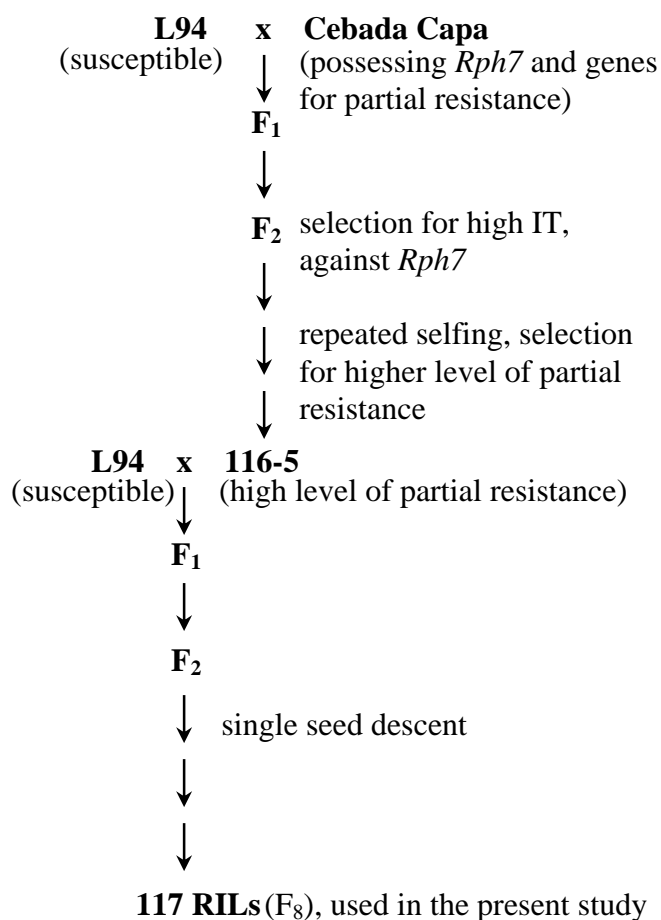 L94 x Cebada Capa
(susceptible) (possessing Rph7 and genes
for partial resistance)
F1
F2 selection for high IT,
against Rph7
repeated selfing, selection
for higher level of partial
resistance
L94 x 116-5
(susceptible) (high level of partial resistance)
F1
F2
single seed descent
117 RILs (F8), used in the present study